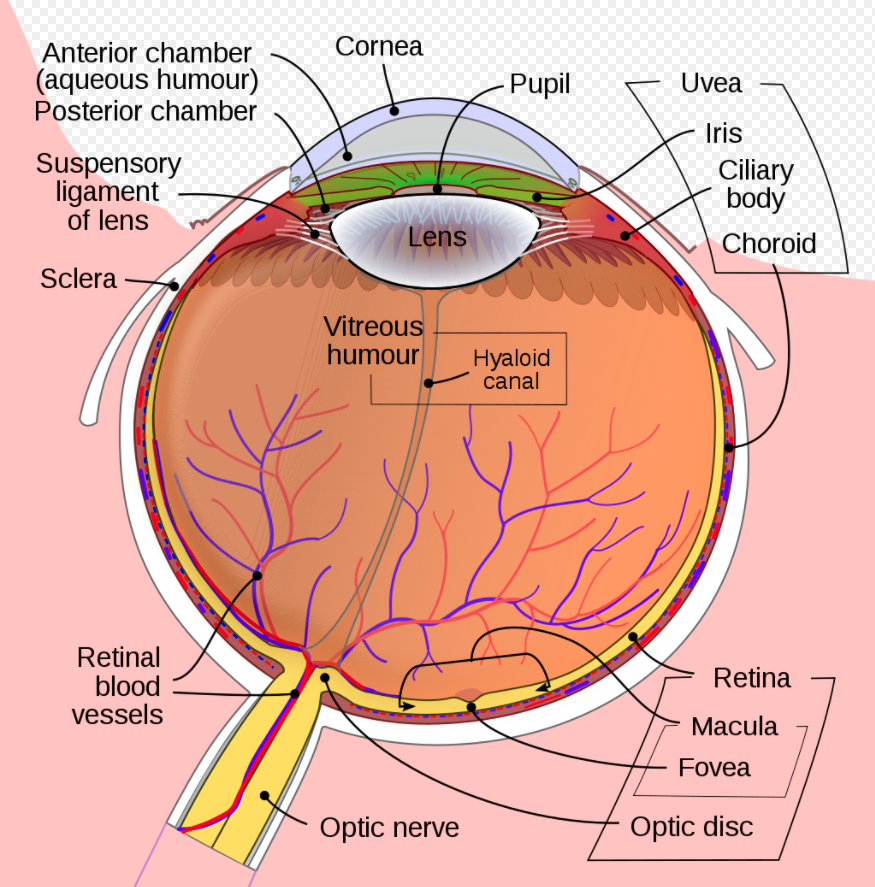 Cornea
Anterior chamber
(aqueous humour)
Posterior chamber
Pupil
Uvea
Iris
Suspensory
ligament
of lens
Ciliary
body
Lens
Choroid
Sclera
Vitreous
humour
Hyaloid
canal
Retinal
blood
vessels
Retina
Macula
Fovea
Optic nerve
Optic disc